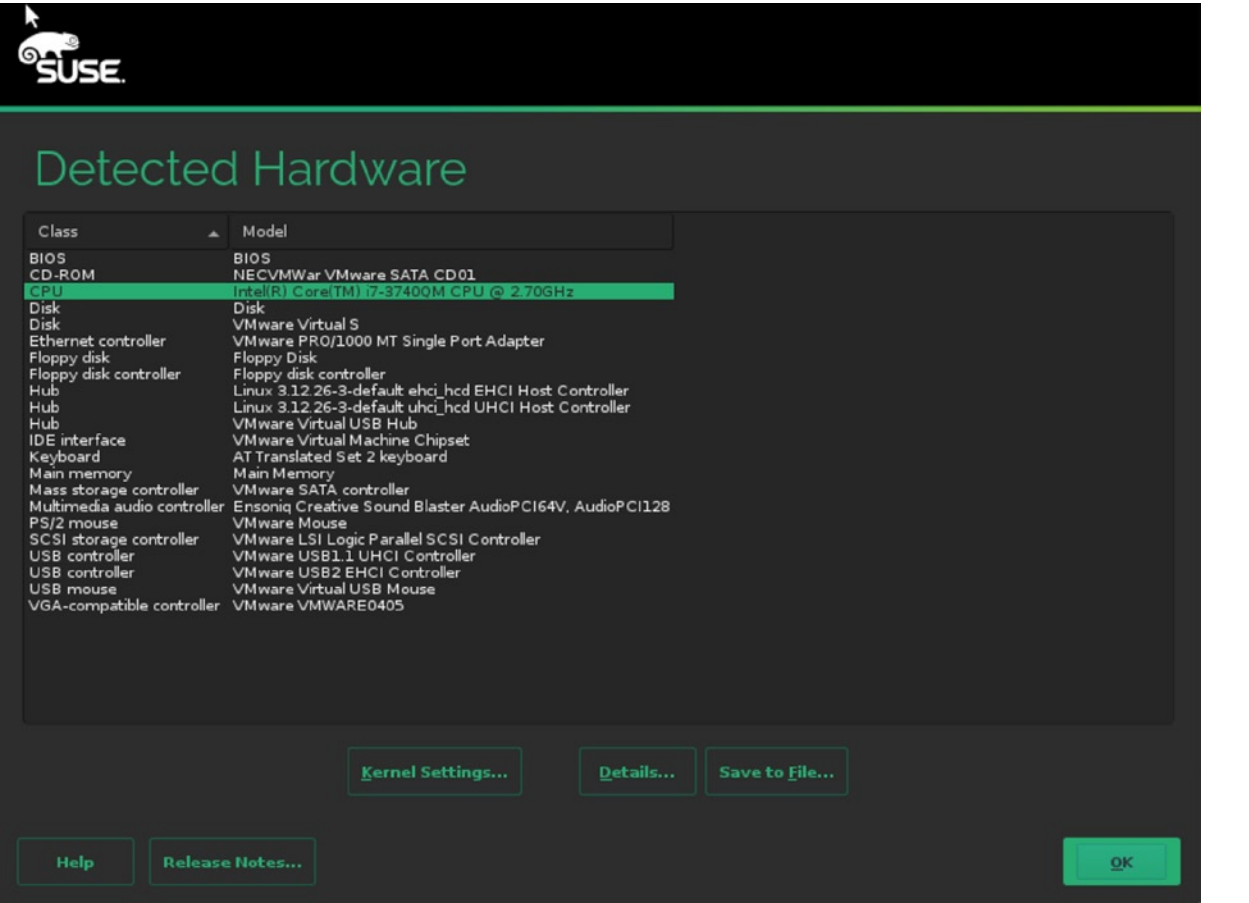 SUSE.
Detected Hardware
Class Model
BIOS BIOS
CD-ROM NECVMWar VMware SATA CD01
CPU Intel(R) Core(TM) i7-3740QM CPU @ 2.70GHz
Disk Disk
Disk VMware Virtual S
Ethernet controller VMware PRO/1000 MT Single Port Adapter
Floppy disk Floppy Disk
Floppy disk controller Floppy disk controller
Hub Linux 3.12.26-3-default ehci_hcd EHCI Host Controller
Hub Linux 3.12.26-3-default uhci_hcd UHCI Host Controller
Hub VMware Virtual USB Hub
IDE interface VMware Virtual Machine Chipset
Keyboard AT Translated Set 2 keyboard
Main memory Main Memory
Mass storage controller VMware SATA controller
Multimedia audio controller Ensoniq Creative Sound Blaster AudioPCI64V, AudioPCI128
PS/2 mouse VMware Mouse
SCSI storage controller VMware LSI Logic Parallel SCSI Controller
USB controller VMware USB1.1 UHCI Controller
USB controller VMware USB2 EHCI Controller
USB mouse VMware Virtual USB Mouse
VGA-compatible controller VMware VMWARE0405
Kernel Settings... Details... Save to File...
Help Release Notes... OK